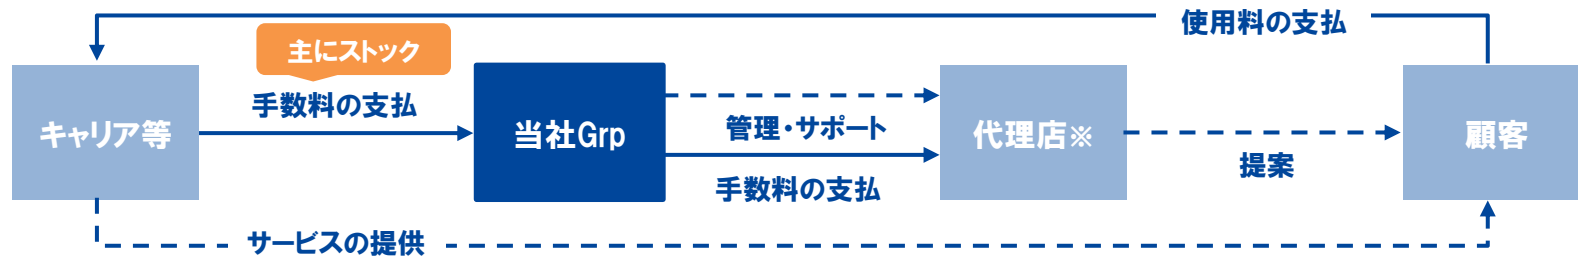 使用料の支払
主にストック
手数料の支払
キャリア等
当社Grp
管理・サポート
手数料の支払
代理店※
提案
顧客
サービスの提供